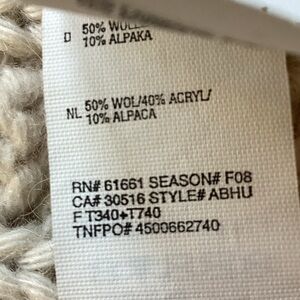 D 50% WOLLE
10% ALPAKA
NL 50% WOL/40% ACRYL/
10% ALPACA
RN# 61661 SEASON# F08
CA# 30516 STYLE# ABHU
F T340+T740
TNFPO# 4500662740